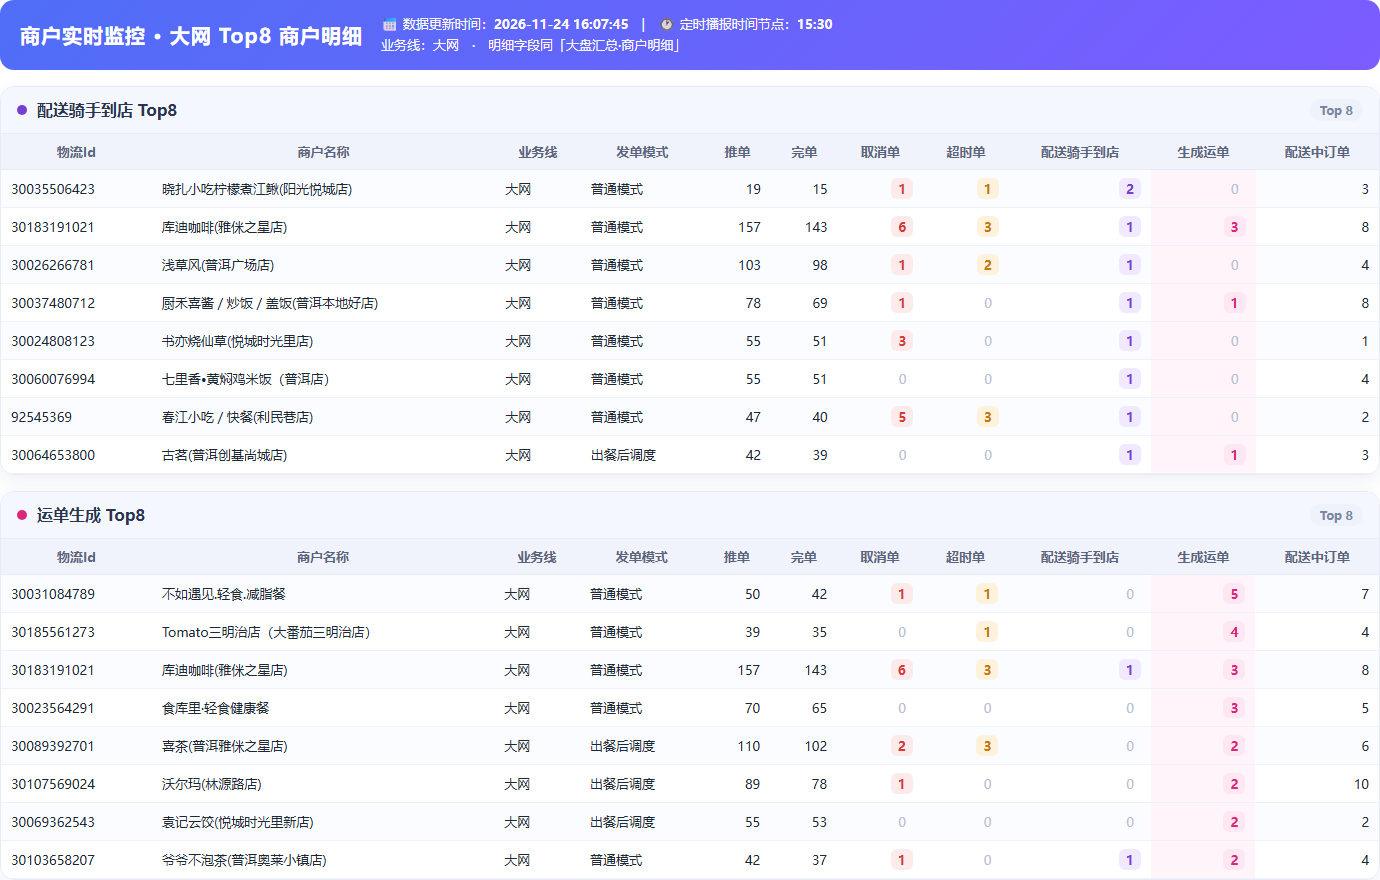 商户实时监控 • 大网 Top8 商户明细
数据更新时间：2026-11-24 16:07:45 | 定时播报时间节点：15:30
业务线：大网 · 明细字段同「大盘汇总·商户明细」
配送骑手到店 Top8 Top 8
物流Id 商户名称 业务线 发单模式 推单 完单 取消单 超时单 配送骑手到店 生成运单 配送中订单
30035506423 晓扎小吃柠檬煮江鳅(阳光悦城店) 大网 普通模式 19 15 1 1 2 0 3
30183191021 库迪咖啡(雅侎之星店) 大网 普通模式 157 143 6 3 1 3 8
30026266781 浅草风(普洱广场店) 大网 普通模式 103 98 1 2 1 0 4
30037480712 厨禾喜酱 / 炒饭 / 盖饭(普洱本地好店) 大网 普通模式 78 69 1 0 1 1 8
30024808123 书亦烧仙草(悦城时光里店) 大网 普通模式 55 51 3 0 1 0 1
30060076994 七里香•黄焖鸡米饭（普洱店） 大网 普通模式 55 51 0 0 1 0 4
92545369 春江小吃 / 快餐(利民巷店) 大网 普通模式 47 40 5 3 1 0 2
30064653800 古茗(普洱创基尚城店) 大网 出餐后调度 42 39 0 0 1 1 3
运单生成 Top8 Top 8
物流Id 商户名称 业务线 发单模式 推单 完单 取消单 超时单 配送骑手到店 生成运单 配送中订单
30031084789 不如遇见.轻食.减脂餐 大网 普通模式 50 42 1 1 0 5 7
30185561273 Tomato三明治店（大番茄三明治店） 大网 普通模式 39 35 0 1 0 4 4
30183191021 库迪咖啡(雅侎之星店) 大网 普通模式 157 143 6 3 1 3 8
30023564291 食库里·轻食健康餐 大网 普通模式 70 65 0 0 0 3 5
30089392701 喜茶(普洱雅侎之星店) 大网 出餐后调度 110 102 2 3 0 2 6
30107569024 沃尔玛(林源路店) 大网 出餐后调度 89 78 1 0 0 2 10
30069362543 袁记云饺(悦城时光里新店) 大网 出餐后调度 55 53 0 0 0 2 2
30103658207 爷爷不泡茶(普洱奥莱小镇店) 大网 普通模式 42 37 1 0 1 2 4